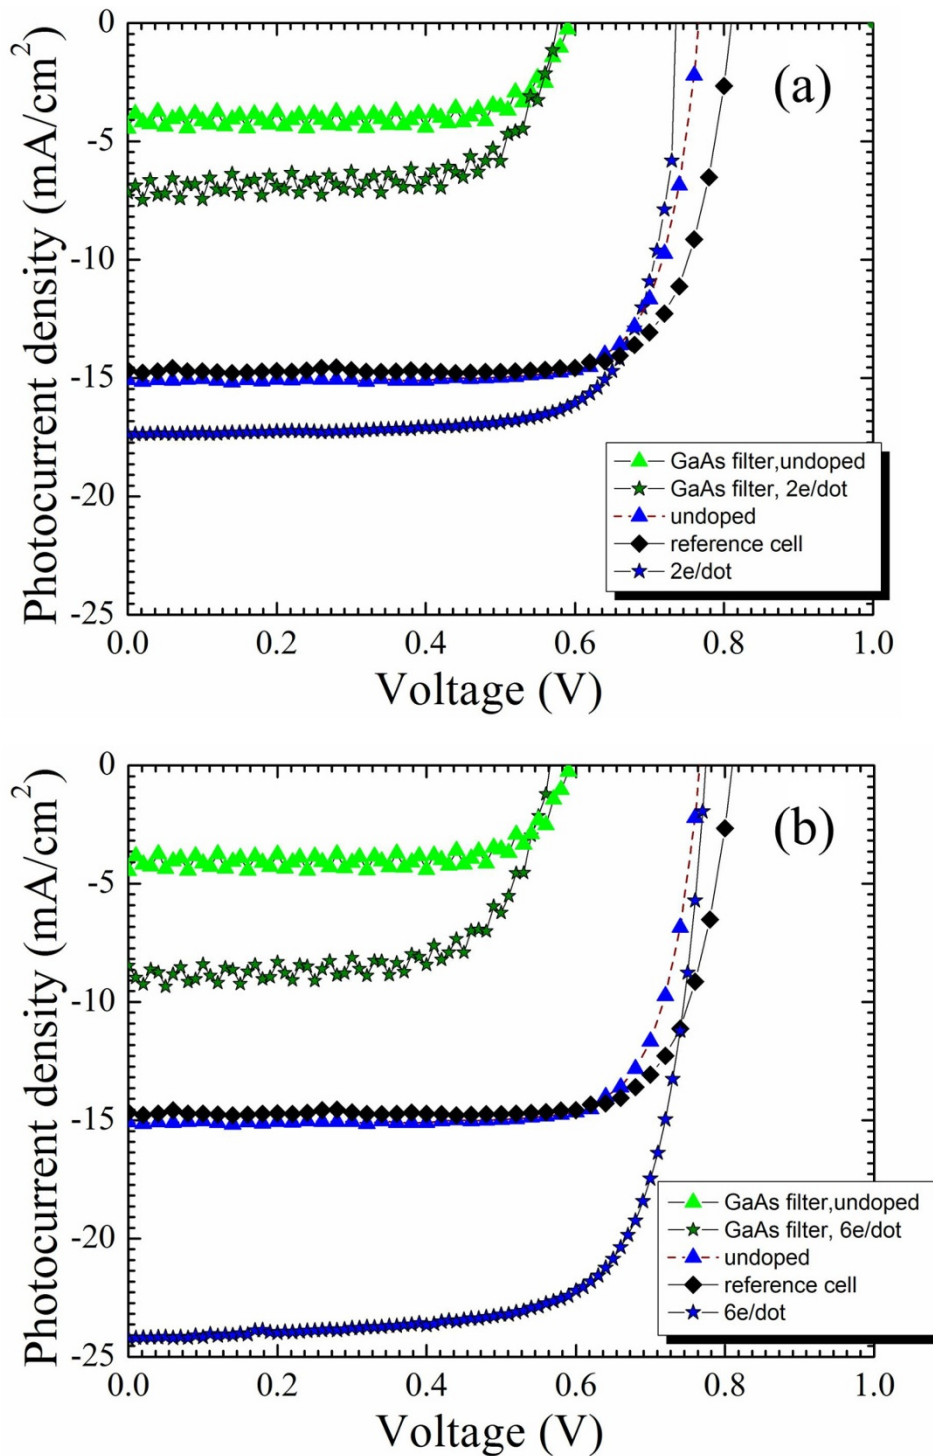 (a)
Photocurrent density (mA/cm²)
0
-5
-10
-15
-20
-25
GaAs filter,undoped
GaAs filter, 2e/dot
undoped
reference cell
2e/dot
0.0 0.2 0.4 0.6 0.8 1.0
Voltage (V)
(b)
Photocurrent density (mA/cm²)
0
-5
-10
-15
-20
-25
GaAs filter,undoped
GaAs filter, 6e/dot
undoped
reference cell
6e/dot
0.0 0.2 0.4 0.6 0.8 1.0
Voltage (V)